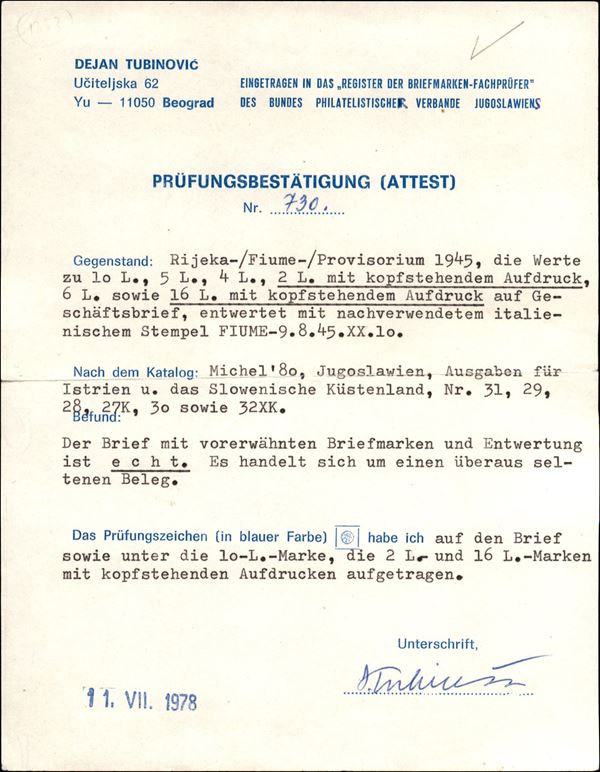 DEJAN TUBINOVIĆ
Učiteljska 62
Yu — 11050 Beograd
EINGETRAGEN IN DAS „REGISTER DER BRIEFMARKEN-FACHPRÜFER"
DES BUNDES PHILATELISTISCHER VERBANDE JUGOSLAWIENS
PRÜFUNGSBESTÄTIGUNG (ATTEST)
Nr. 730.
Gegenstand: Rijeka-/Fiume-/Provisorium 1945, die Werte
zu lo L., 5 L., 4 L., 2 L. mit kopfstehendem Aufdruck,
6 L. sowie 16 L. mit kopfstehendem Aufdruck auf Ge-
schäftsbrief, entwertet mit nachverwendetem italie-
nischem Stempel FIUME-9.8.45.XX.lo.
Nach dem Katalog: Michel'8o, Jugoslawien, Ausgaben für
Istrien u. das Slowenische Küstenland, Nr. 31, 29,
28, 27K, 3o sowie 32XK.
Befund:
Der Brief mit vorerwähnten Briefmarken und Entwertung
ist e c h t. Es handelt sich um einen überaus sel-
tenen Beleg.
Das Prüfungszeichen (in blauer Farbe) habe ich auf den Brief
sowie unter die lo-L.-Marke, die 2 L.- und 16 L.-Marken
mit kopfstehenden Aufdrucken aufgetragen.
Unterschrift,
11. VII. 1978